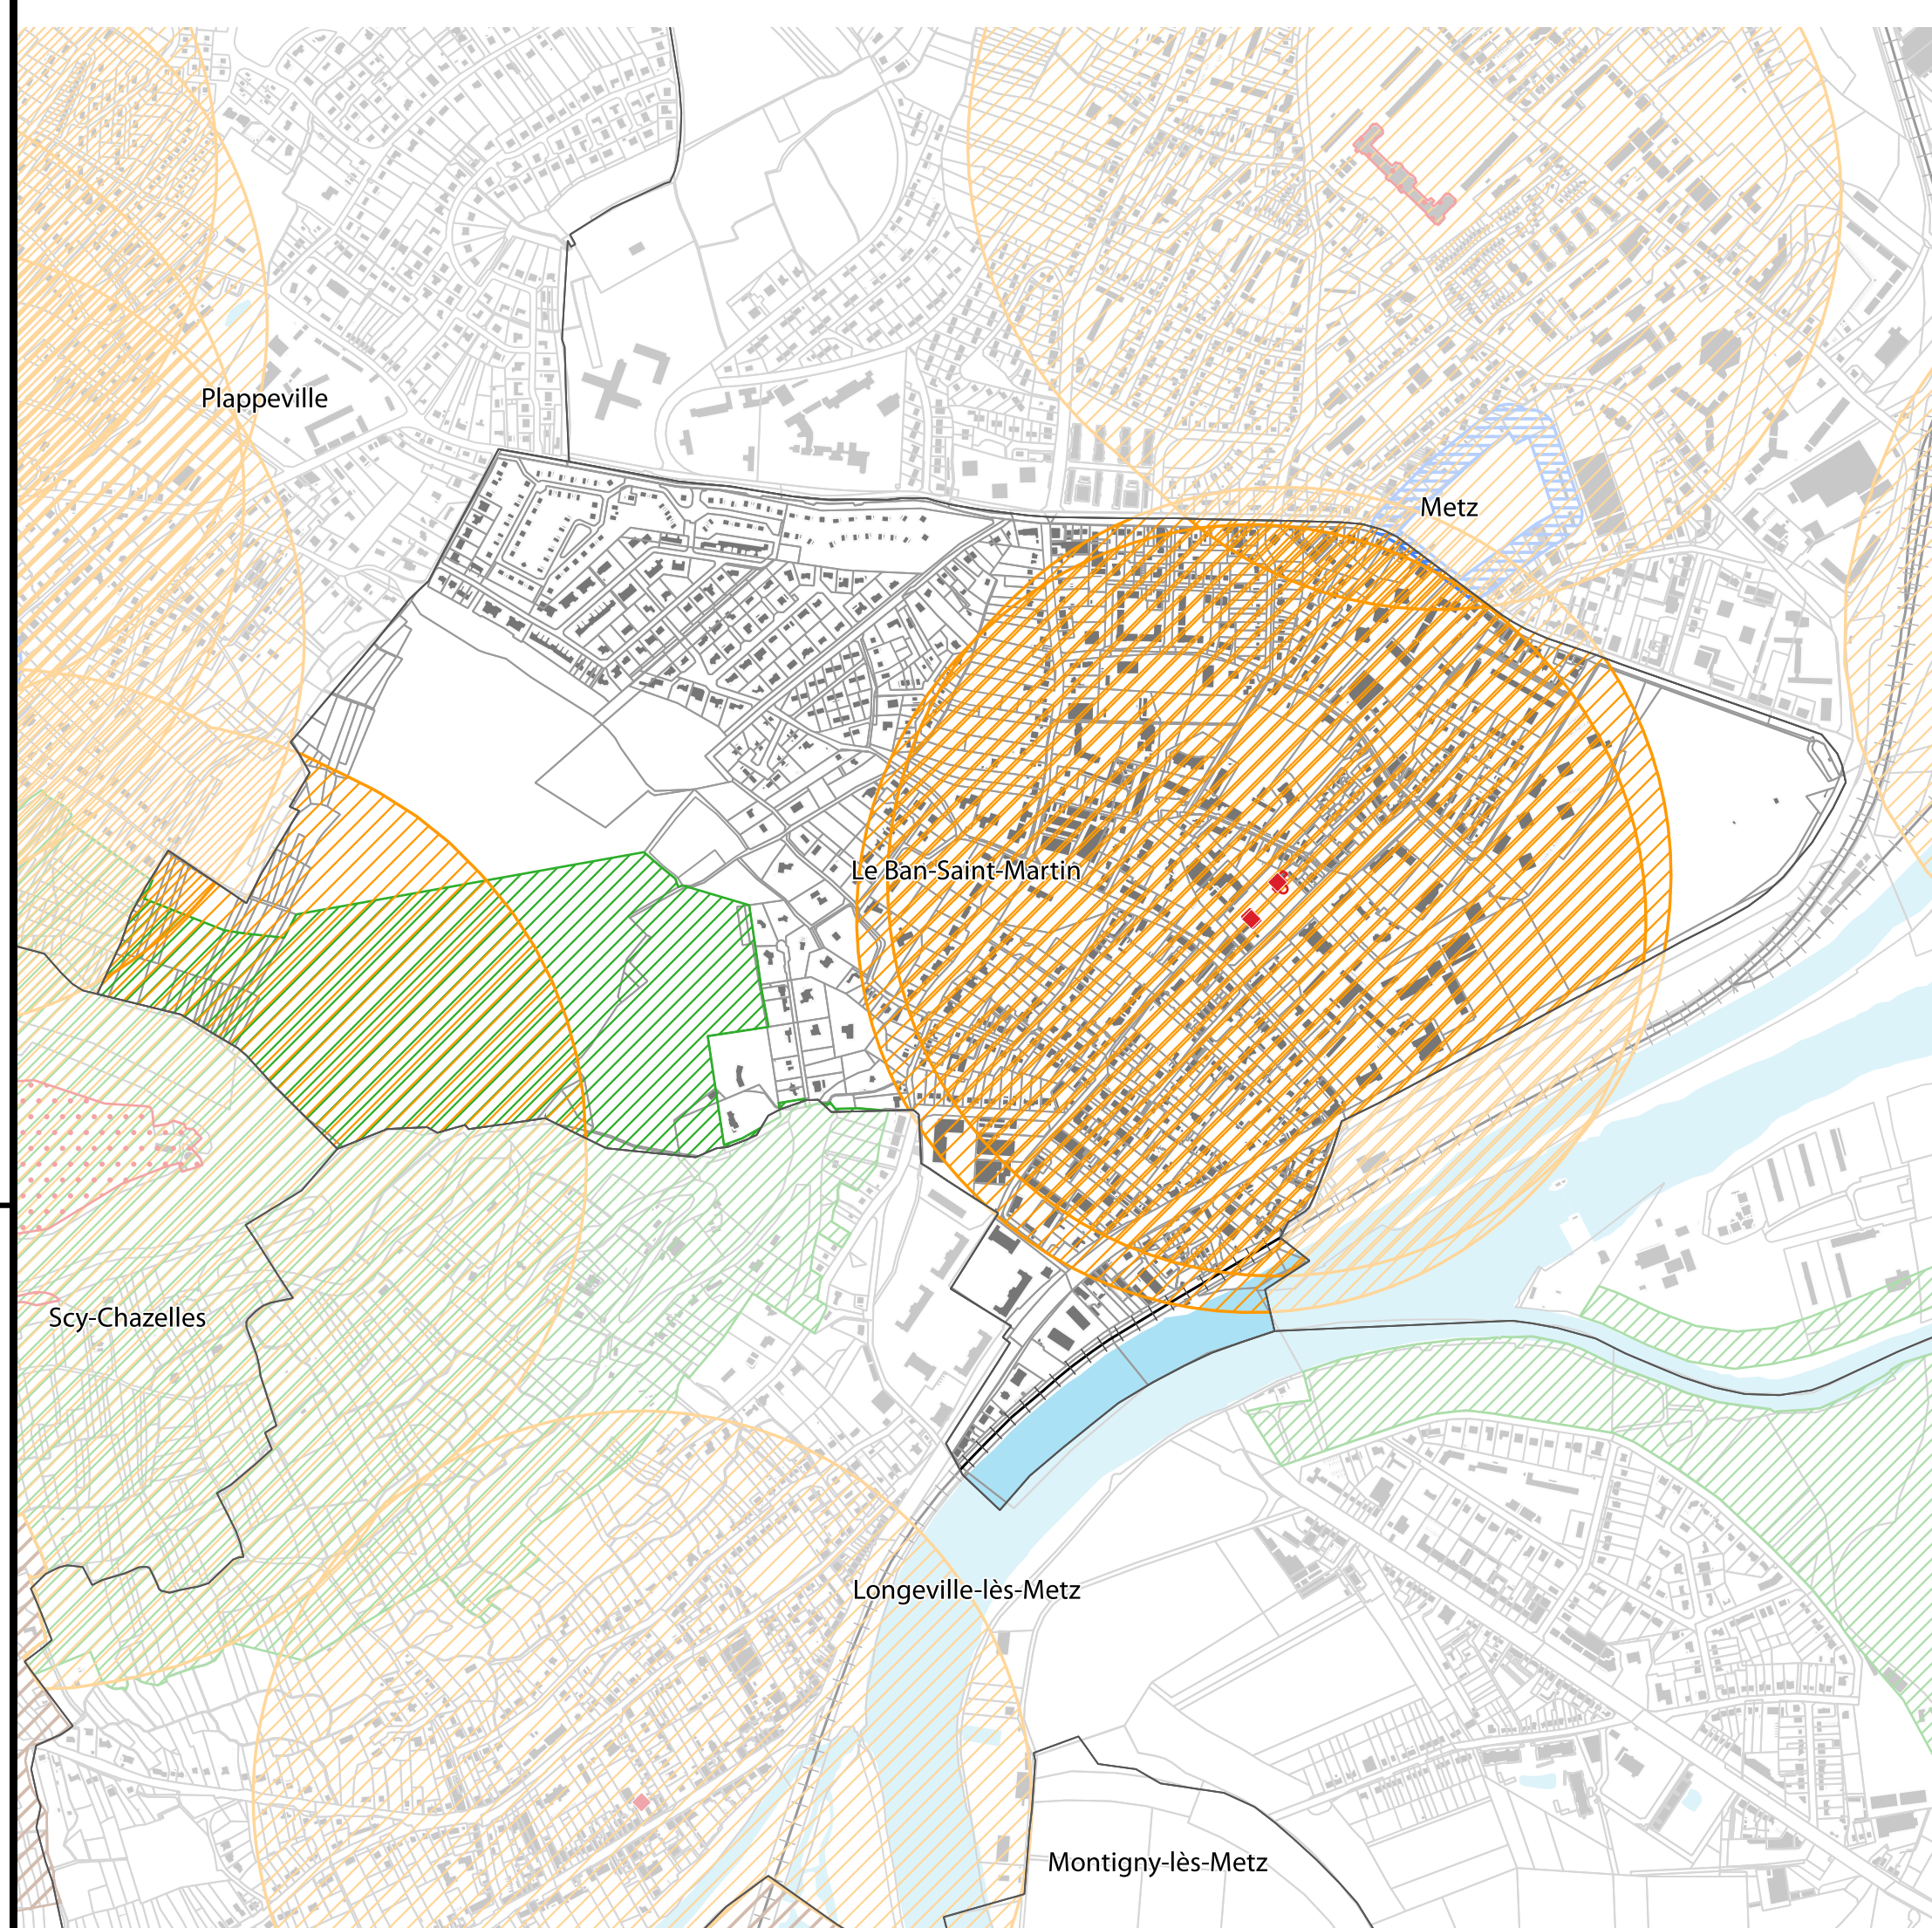 Plappeville
Metz
Le Ban-Saint-Martin
Scy-Chazelles
Longeville-lès-Metz
Montigny-lès-Metz